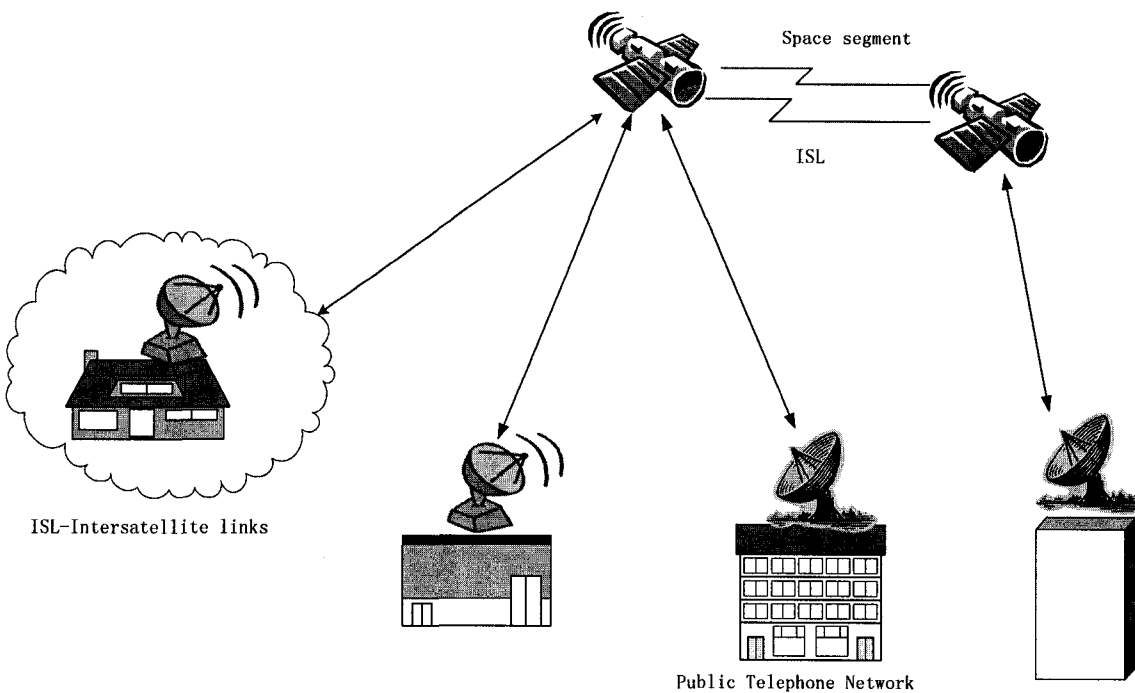 Space segment
ISL
ISL-Intersatellite links
Public Telephone Network